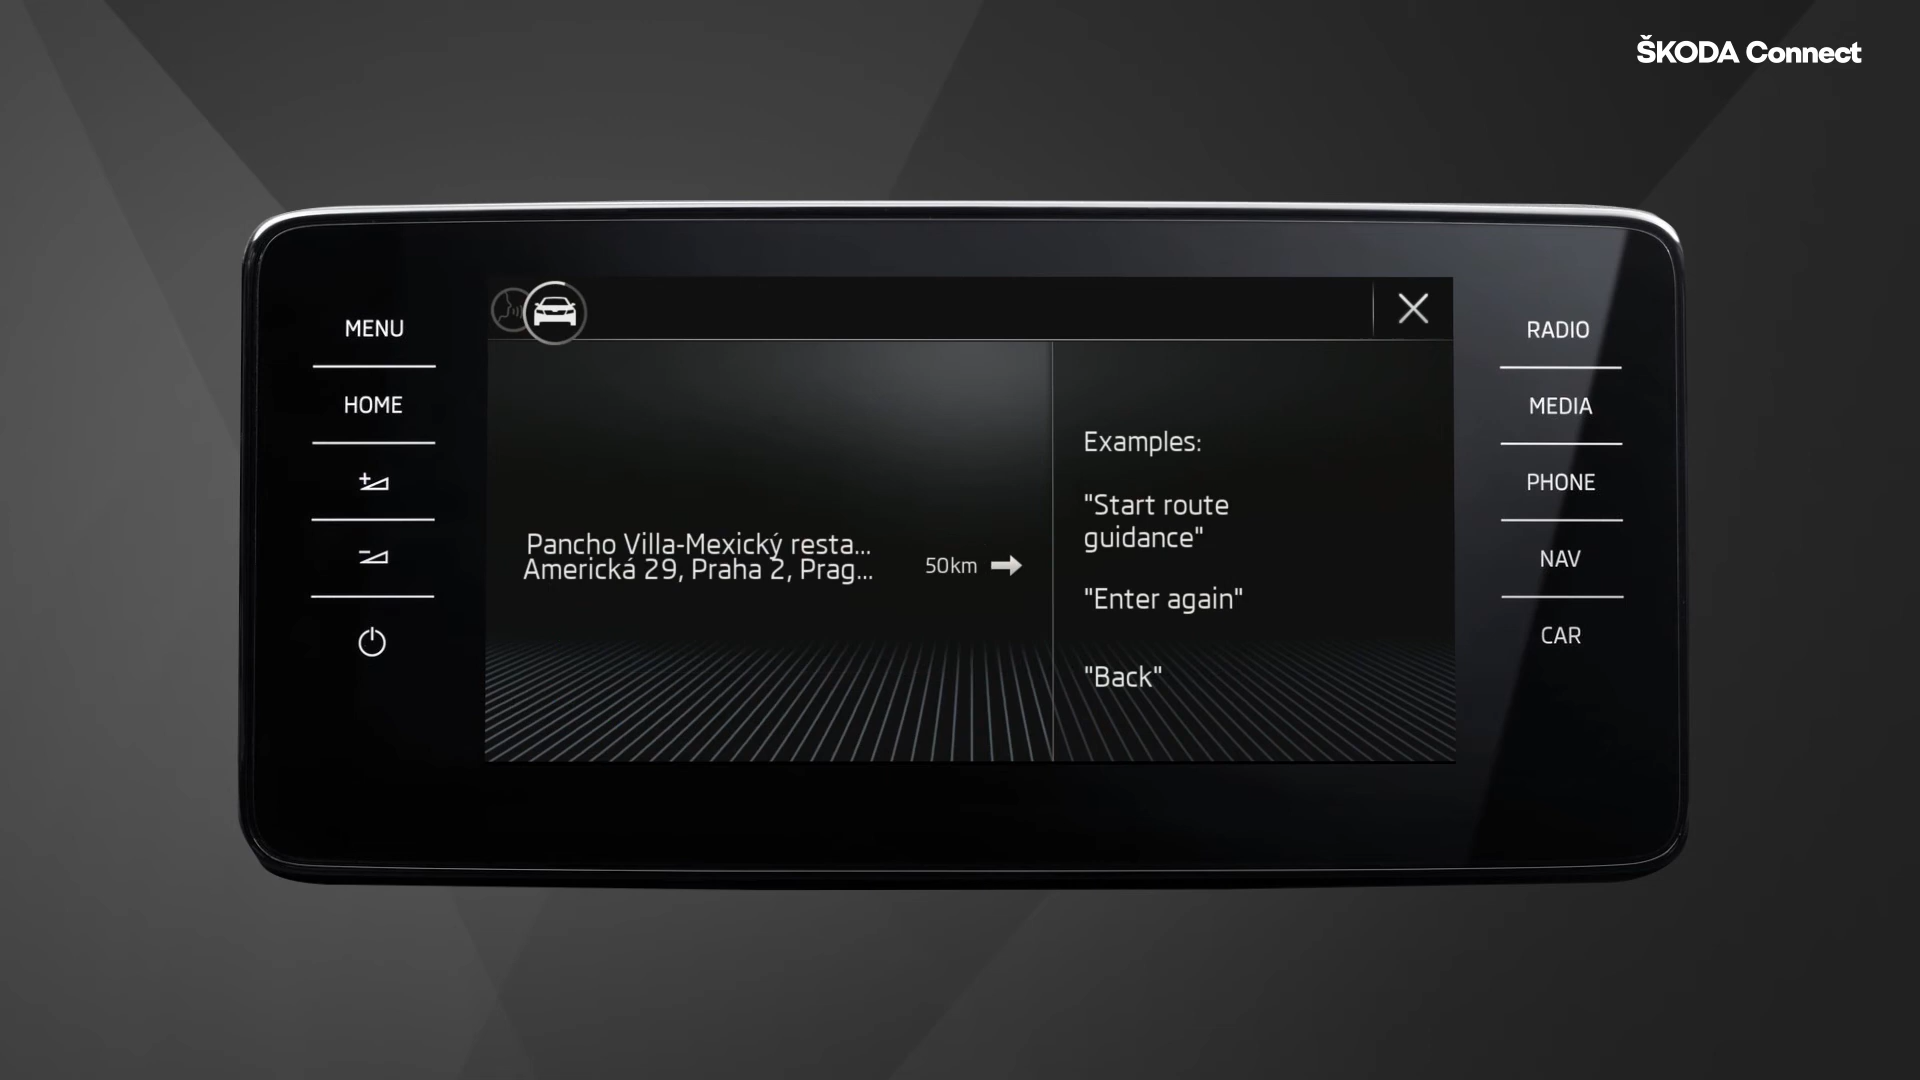 ŠKODA Connect
MENU
HOME
RADIO
MEDIA
PHONE
NAV
CAR
Pancho Villa-Mexický resta...
Americká 29, Praha 2, Prag...
50km
Examples:
"Start route
guidance"
"Enter again"
"Back"